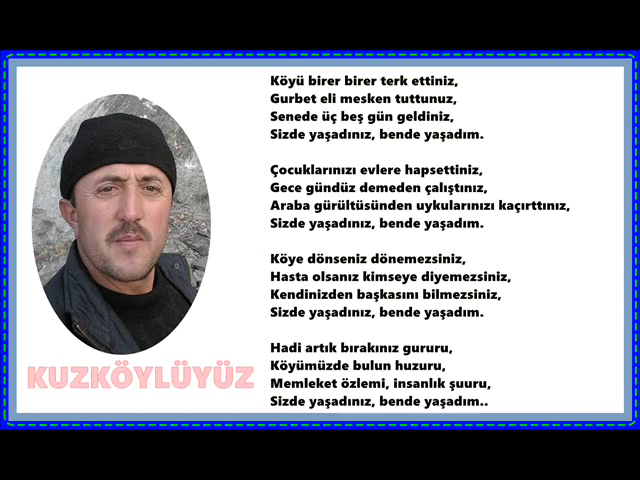 Köyü birer birer terk ettiniz,
Gurbet eli mesken tuttunuz,
Senede üç beş gün geldiniz,
Sizde yaşadınız, bende yaşadım.
Çocuklarınızı evlere hapsettiniz,
Gece gündüz demeden çalıştınız,
Araba gürültüsünden uykularınızı kaçırttınız,
Sizde yaşadınız, bende yaşadım.
Köye dönseniz dönemezsiniz,
Hasta olsanız kimseye diyemezsiniz,
Kendinizden başkasını bilmezsiniz,
Sizde yaşadınız, bende yaşadım.
Hadi artık bırakınız gururu,
Köyümüzde bulun huzuru,
Memleket özlemi, insanlık şuuru,
Sizde yaşadınız, bende yaşadım..
KUZKÖYLÜYÜZ